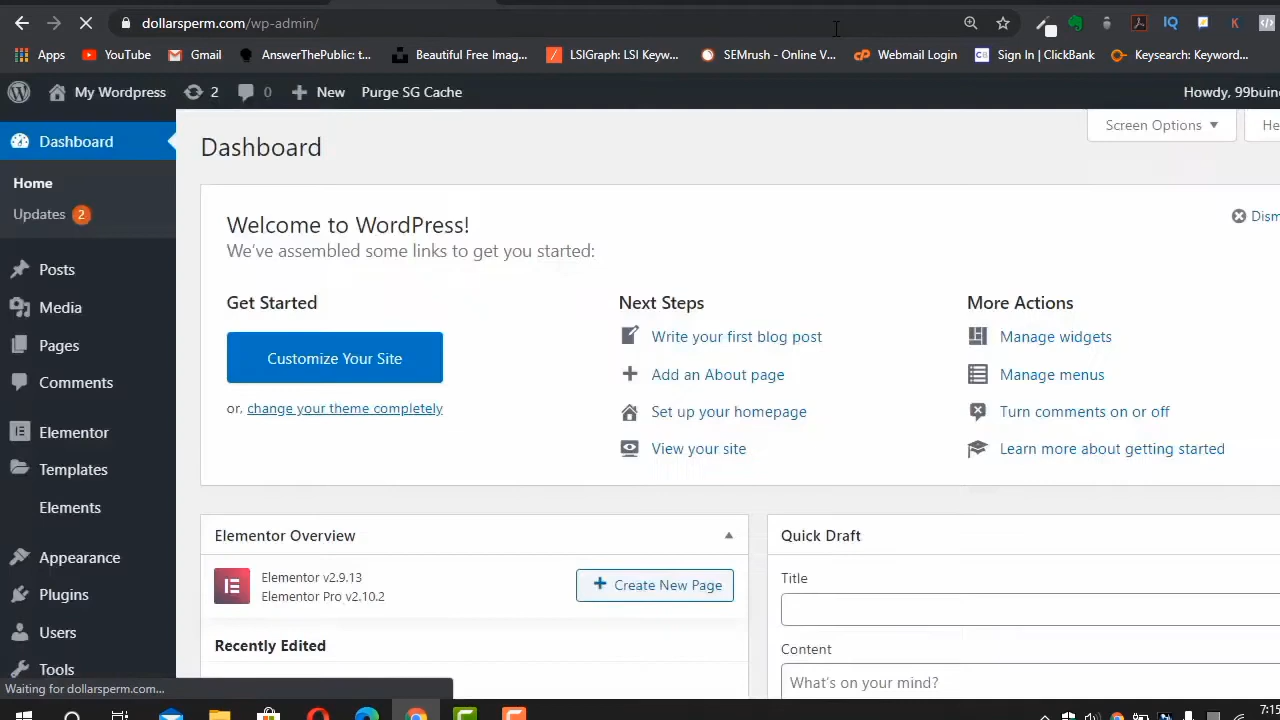 dollarsperm.com/wp-admin/
IQ
K
Apps
YouTube
Gmail
AnswerThePublic: t...
Beautiful Free Imag...
LSIGraph: LSI Keyw...
SEMrush - Online V...
Webmail Login
Sign In | ClickBank
Keysearch: Keyword...
My Wordpress
2
0
New
Purge SG Cache
Howdy, 99buin
Dashboard
Home
Updates 2
Posts
Media
Pages
Comments
Elementor
Templates
Elements
Appearance
Plugins
Users
Tools
Dashboard
Screen Options
He
Welcome to WordPress!
Dism
We've assembled some links to get you started:
Get Started
Customize Your Site
or, change your theme completely
Next Steps
Write your first blog post
Add an About page
Set up your homepage
View your site
More Actions
Manage widgets
Manage menus
Turn comments on or off
Learn more about getting started
Elementor Overview
Elementor v2.9.13
Elementor Pro v2.10.2
Create New Page
Recently Edited
Quick Draft
Title
Content
What's on your mind?
Waiting for dollarsperm.com...
7:15